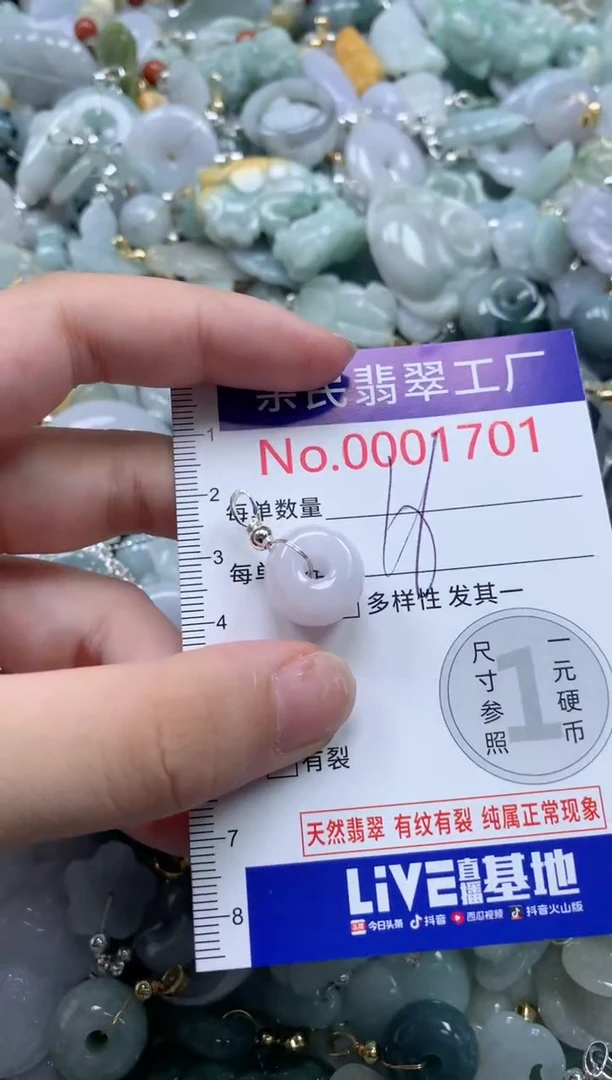 亲民翡翠工厂
1
No.0001701
2
每单数量
3
每单
多样性 发其一
4
尺寸参照
1
一元硬币
有裂
天然翡翠 有纹有裂 纯属正常现象
7
LiVE直播基地
8
今日头条 抖音 西瓜视频 抖音火山版